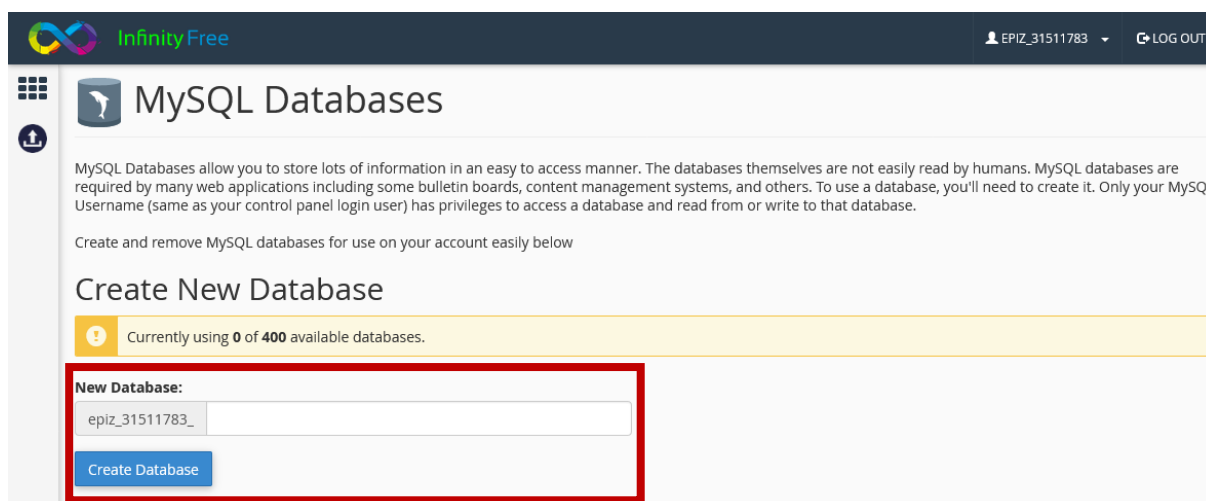 Infinity Free
EPIZ_31511783
LOG OUT
MySQL Databases
MySQL Databases allow you to store lots of information in an easy to access manner. The databases themselves are not easily read by humans. MySQL databases are
required by many web applications including some bulletin boards, content management systems, and others. To use a database, you'll need to create it. Only your MySQ
Username (same as your control panel login user) has privileges to access a database and read from or write to that database.
Create and remove MySQL databases for use on your account easily below
Create New Database
Currently using 0 of 400 available databases.
New Database:
epiz_31511783_
Create Database